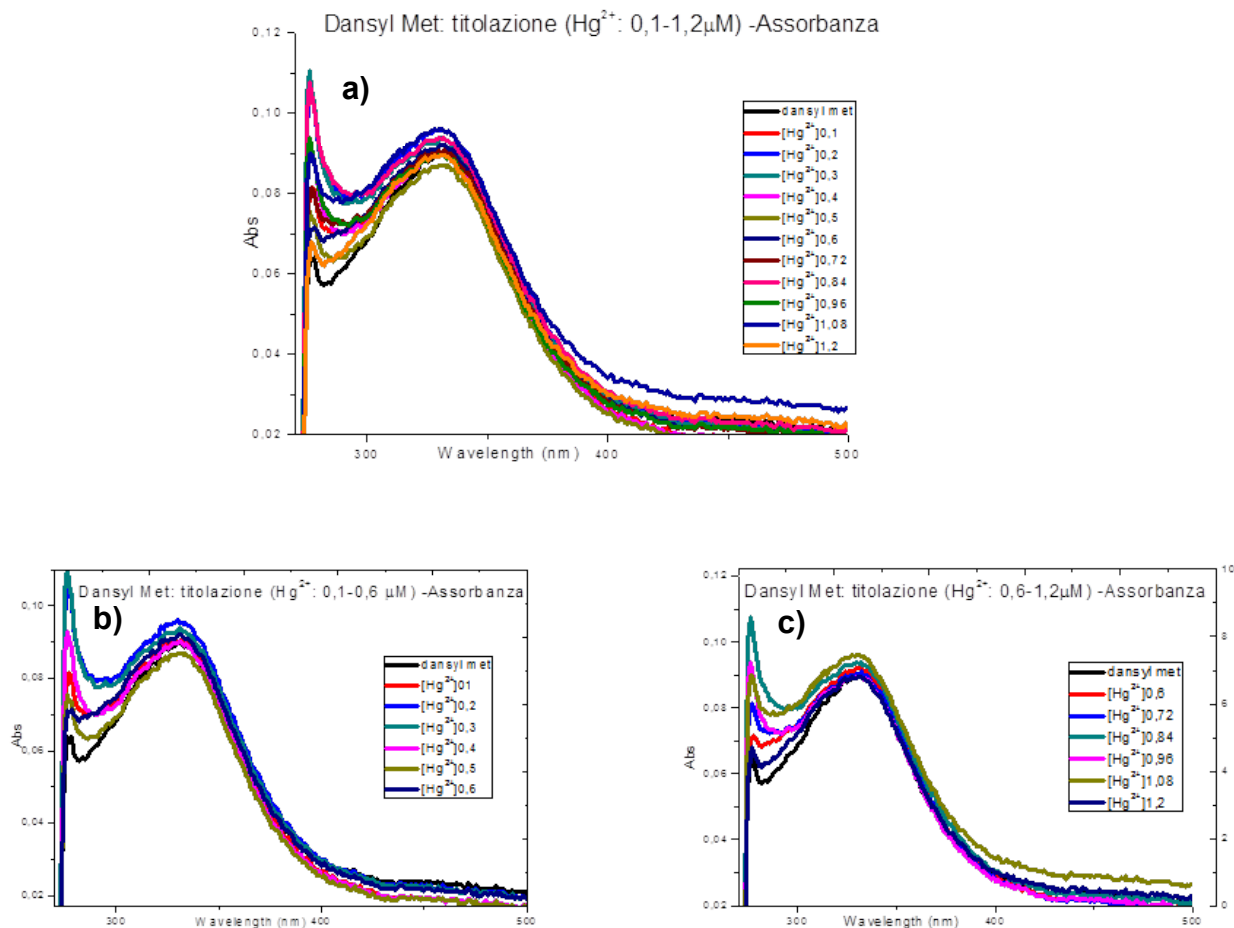 Dansyl Met: titolazione (Hg²⁺: 0,1-1,2μM) -Assorbanza
a)
0,12
0,10
0,08
0,06
0,04
0,02
Abs
dansyl met
[Hg²⁺]0,1
[Hg²⁺]0,2
[Hg²⁺]0,3
[Hg²⁺]0,4
[Hg²⁺]0,5
[Hg²⁺]0,6
[Hg²⁺]0,72
[Hg²⁺]0,84
[Hg²⁺]0,96
[Hg²⁺]1,08
[Hg²⁺]1,2
300
400
500
Wavelength (nm)
Dansyl Met: titolazione (Hg²⁺: 0,1-0,6 μM) -Assorbanza
b)
0,10
0,08
0,06
0,04
0,02
Abs
dansyl met
[Hg²⁺]01
[Hg²⁺]0,2
[Hg²⁺]0,3
[Hg²⁺]0,4
[Hg²⁺]0,5
[Hg²⁺]0,6
300
400
500
Wavelength (nm)
Dansyl Met: titolazione (Hg²⁺: 0,6-1,2μM) -Assorbanza
c)
0,12
0,10
0,08
0,06
0,04
0,02
Abs
dansyl met
[Hg²⁺]0,6
[Hg²⁺]0,72
[Hg²⁺]0,84
[Hg²⁺]0,96
[Hg²⁺]1,08
[Hg²⁺]1,2
10
8
6
4
2
0
300
400
500
Wavelength (nm)